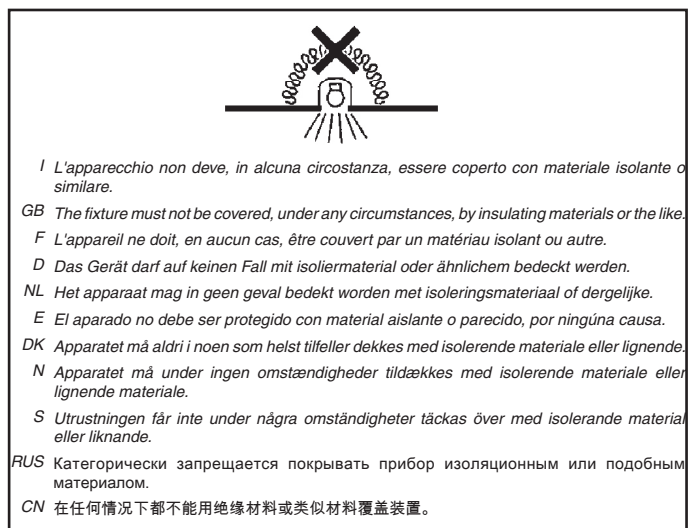 I L'apparecchio non deve, in alcuna circostanza, essere coperto con materiale isolante o
similare.
GB The fixture must not be covered, under any circumstances, by insulating materials or the like.
F L'appareil ne doit, en aucun cas, être couvert par un matériau isolant ou autre.
D Das Gerät darf auf keinen Fall mit isoliermaterial oder ähnlichem bedeckt werden.
NL Het apparaat mag in geen geval bedekt worden met isoleringsmateriaal of dergelijke.
E El aparado no debe ser protegido con material aislante o parecido, por ningúna causa.
DK Apparatet må aldri i noen som helst tilfeller dekkes med isolerende materiale eller lignende.
N Apparatet må under ingen omstændigheder tildækkes med isolerende materiale eller
lignende materiale.
S Utrustningen får inte under några omständigheter täckas över med isolerande material
eller liknande.
RUS Категорически запрещается покрывать прибор изоляционным или подобным
материалом.
CN 在任何情况下都不能用绝缘材料或类似材料覆盖装置。